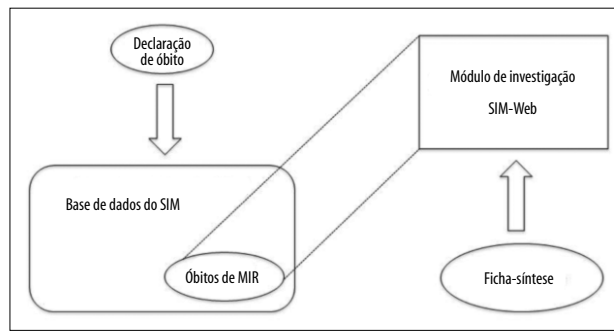 Declaração
de óbito
Módulo de investigação
SIM-Web
Base de dados do SIM
Óbitos de MIR
Ficha-síntese